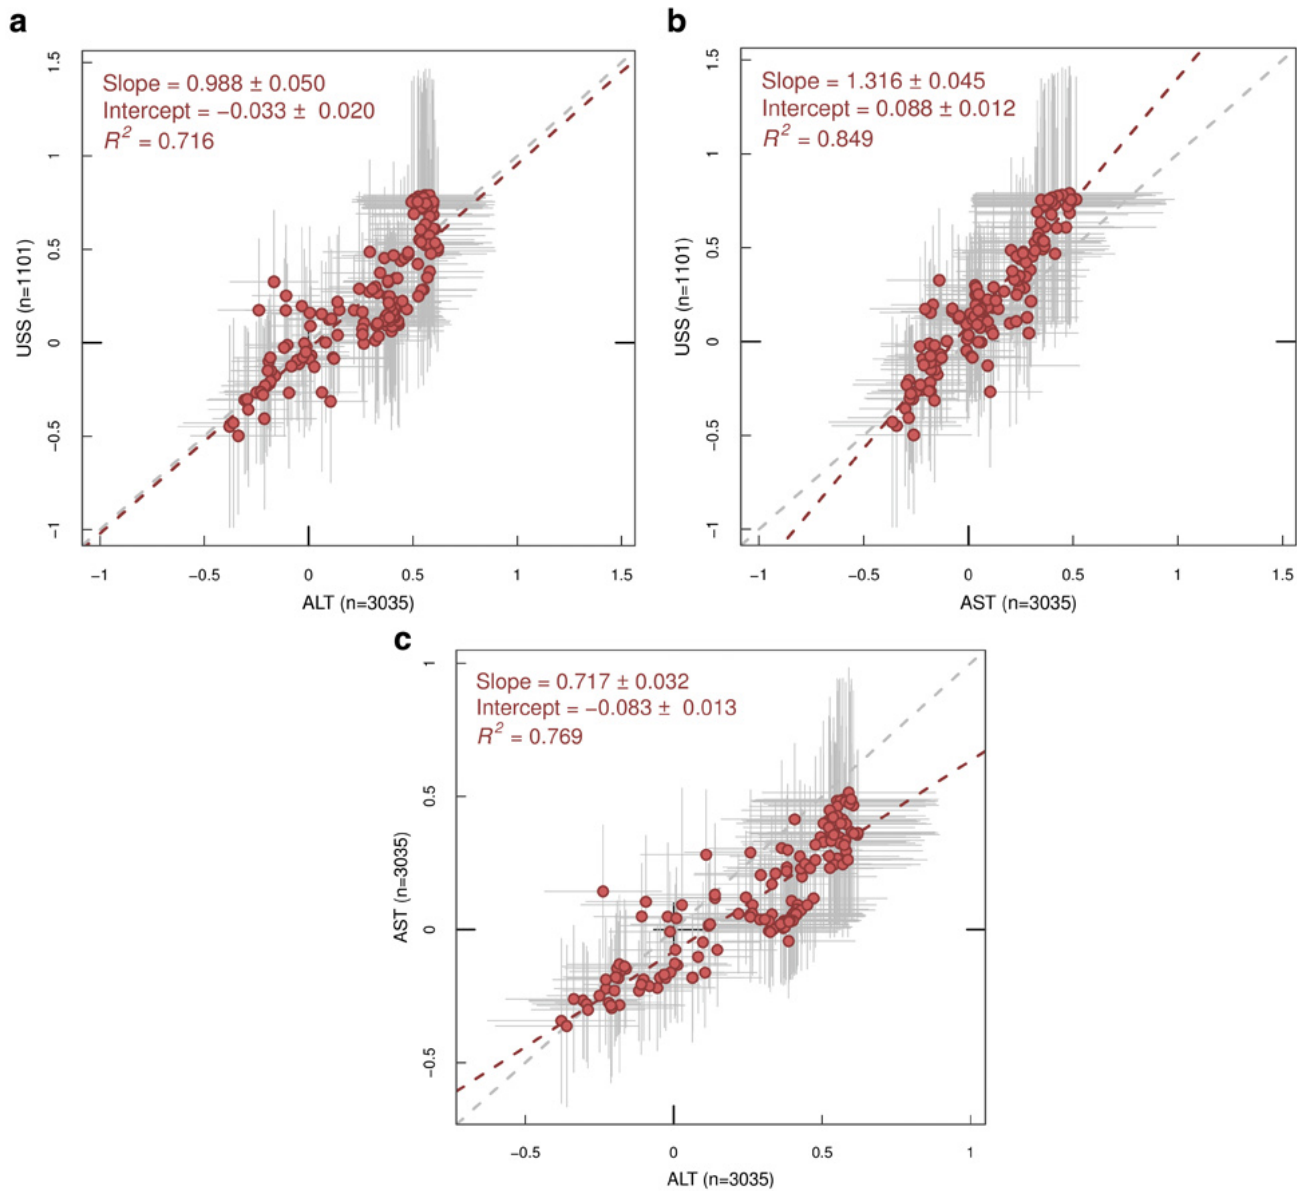 a
Slope = 0.988 ± 0.050
Intercept = −0.033 ± 0.020
R² = 0.716
USS (n=1101)
1.5
1
0.5
0
−0.5
−1
−1
−0.5
0
0.5
1
1.5
ALT (n=3035)
b
Slope = 1.316 ± 0.045
Intercept = 0.088 ± 0.012
R² = 0.849
USS (n=1101)
1.5
1
0.5
0
−0.5
−1
−1
−0.5
0
0.5
1
1.5
AST (n=3035)
c
Slope = 0.717 ± 0.032
Intercept = −0.083 ± 0.013
R² = 0.769
AST (n=3035)
1
0.5
0
−0.5
−0.5
0
0.5
1
ALT (n=3035)